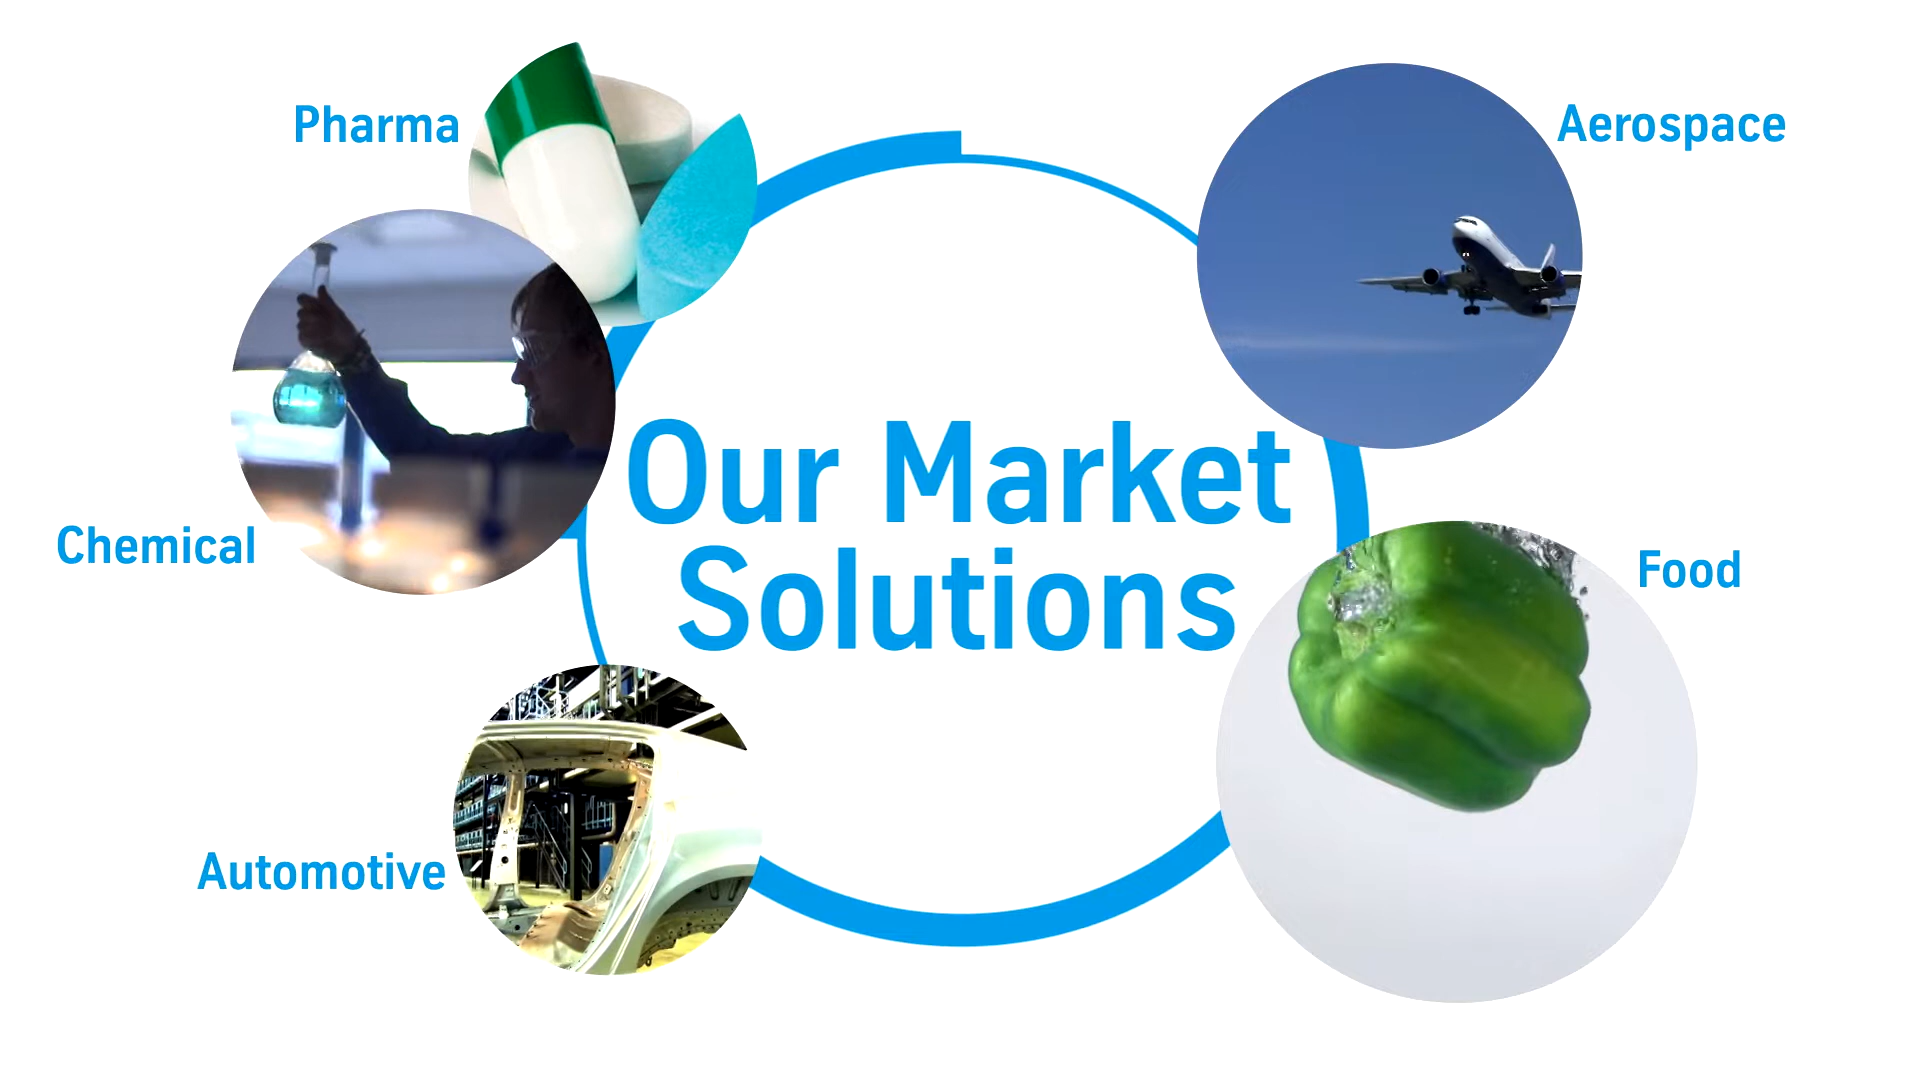 Pharma
Aerospace
Our Market
Solutions
Chemical
Food
Automotive